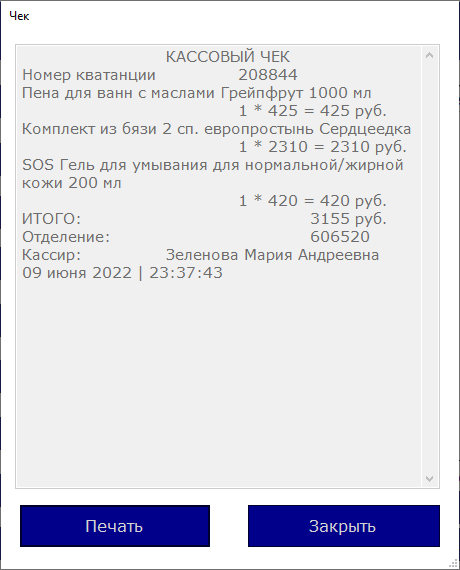 Чек
КАССОВЫЙ ЧЕК
Номер кватанции 208844
Пена для ванн с маслами Грейпфрут 1000 мл
1 * 425 = 425 руб.
Комплект из бязи 2 сп. европростынь Сердцеедка
1 * 2310 = 2310 руб.
SOS Гель для умывания для нормальной/жирной
кожи 200 мл
1 * 420 = 420 руб.
ИТОГО: 3155 руб.
Отделение: 606520
Кассир: Зеленова Мария Андреевна
09 июня 2022 | 23:37:43
Печать Закрыть